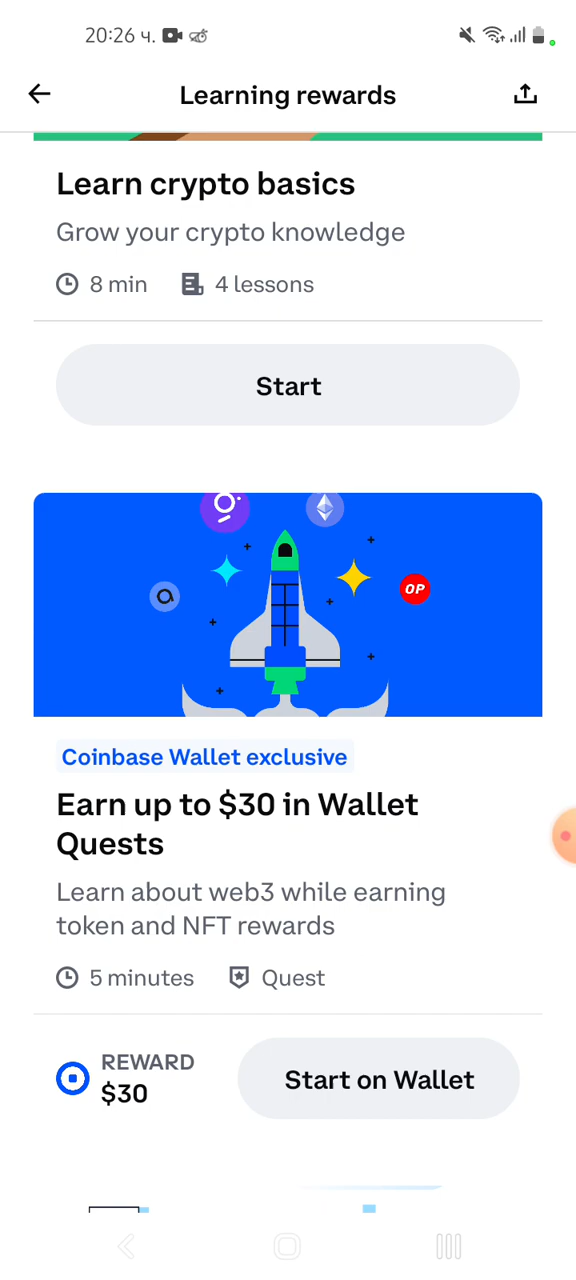 20:26 ч.
Learning rewards
Learn crypto basics
Grow your crypto knowledge
8 min 4 lessons
Start
OP
Coinbase Wallet exclusive
Earn up to $30 in Wallet
Quests
Learn about web3 while earning
token and NFT rewards
5 minutes Quest
REWARD
$30
Start on Wallet